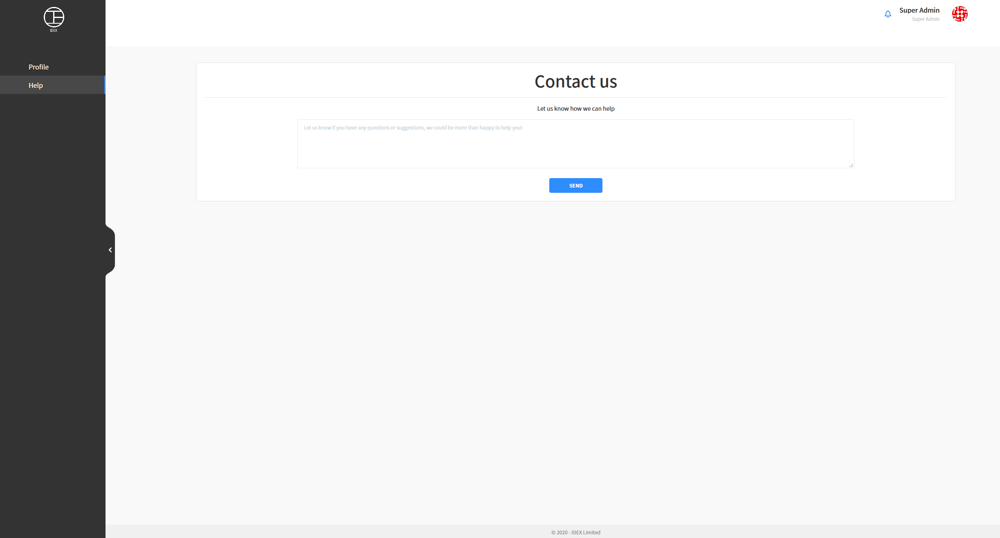 IDEX
Super Admin
Super Admin
Profile
Help
Contact us
Let us know how we can help
Let us know if you have any questions or suggestions, we could be more than happy to help you!
SEND
© 2020 - IDEX Limited